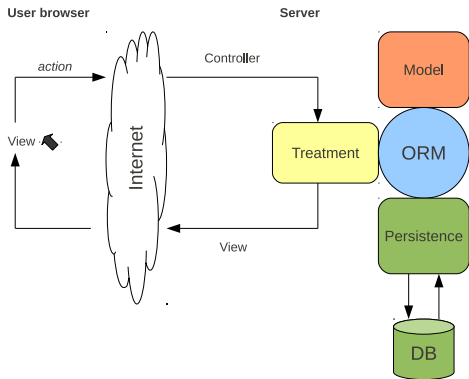 User browser
Server
action
Controller
Model
View
Internet
Treatment
ORM
View
Persistence
DB